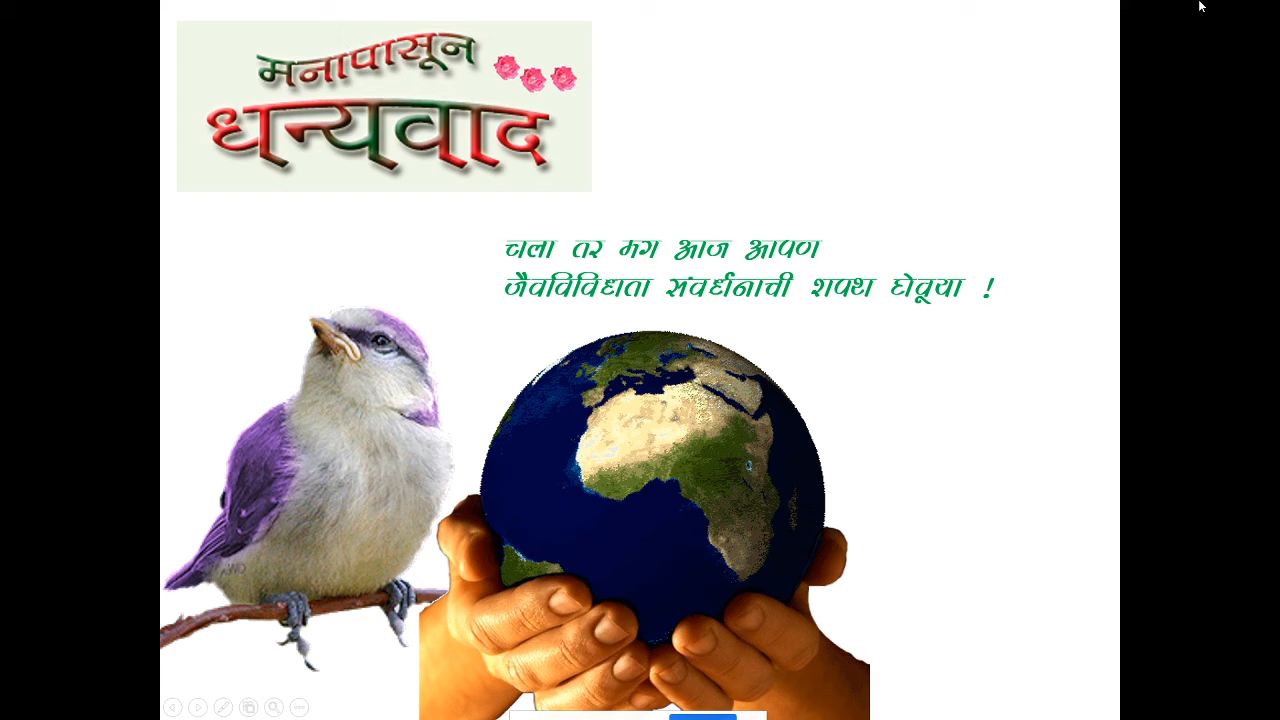 मनापासून
धन्यवाद
चला तर मग आज आपण
जैवविविधता संवर्धनाची शपथ घेवूया !